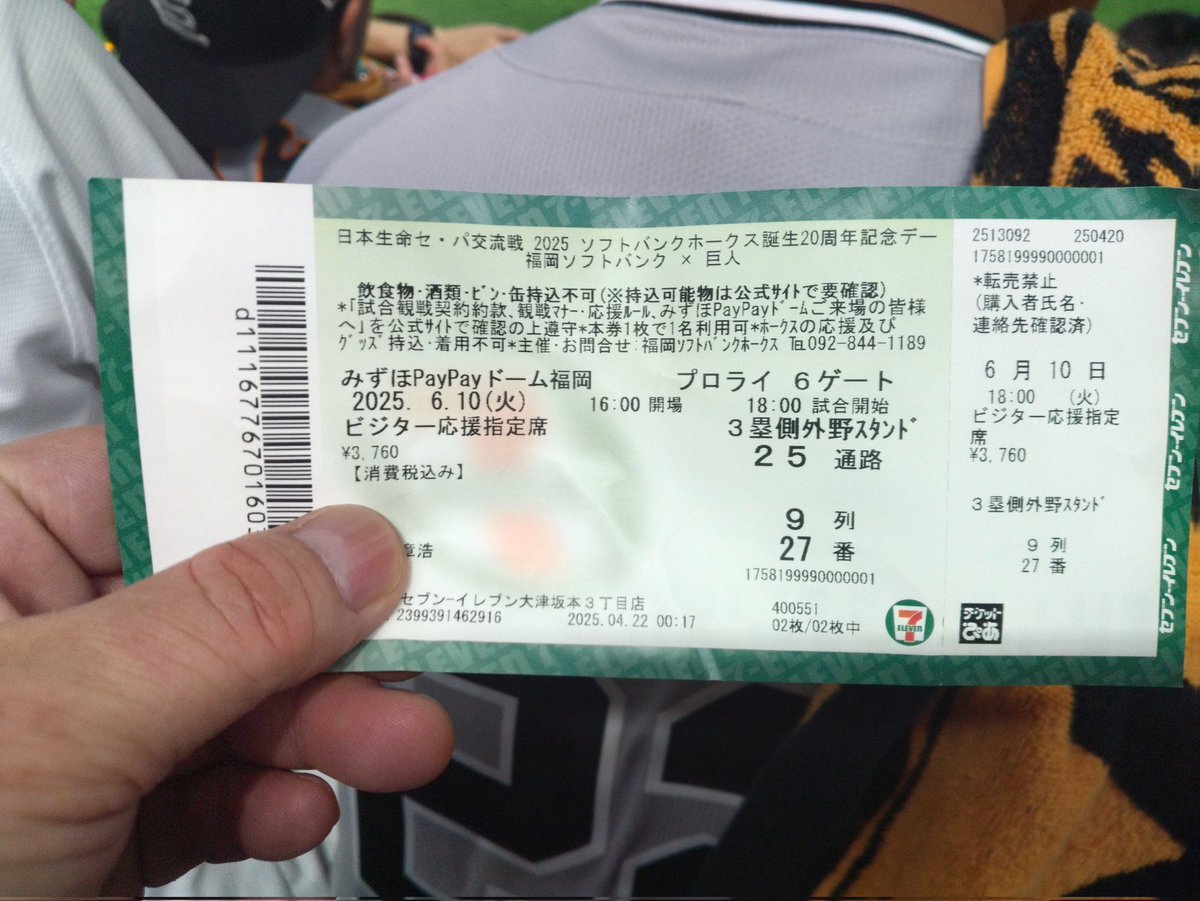 日本生命セ・パ交流戦 2025 ソフトバンクホークス誕生20周年記念デー
福岡ソフトバンク × 巨人
飲食物・酒類・ビン・缶持込不可(※持込可能物は公式サイトで要確認)
*「試合観戦契約約款、観戦マナー・応援ルール、みずほPayPayドームご来場の皆様
へ」を公式サイトで確認の上遵守*本券1枚で1名利用可*ホークスの応援及び
グッズ持込・着用不可*主催・お問合せ:福岡ソフトバンクホークス ℡092-844-1189
みずほPayPayドーム福岡 プロライ 6ゲート
2025. 6.10(火) 16:00 開場 18:00 試合開始
ビジター応援指定席 3塁側外野スタンド
¥3,760 25 通路
【消費税込み】
9 列
27 番
章浩
1758199990000001
セブン-イレブン大津坂本3丁目店 400551
2399391462916 2025.04.22 00:17 02枚/02枚中
7 ELEVEN
チケットぴあ
2513092 250420
1758199990000001
*転売禁止
(購入者氏名・
連絡先確認済)
6 月 10 日
18:00 (火)
ビジター応援指定
席
¥3,760
3塁側外野スタンド
9 列
27 番
セブン-イレブン
セブン-イレブン
セブン-イレブン